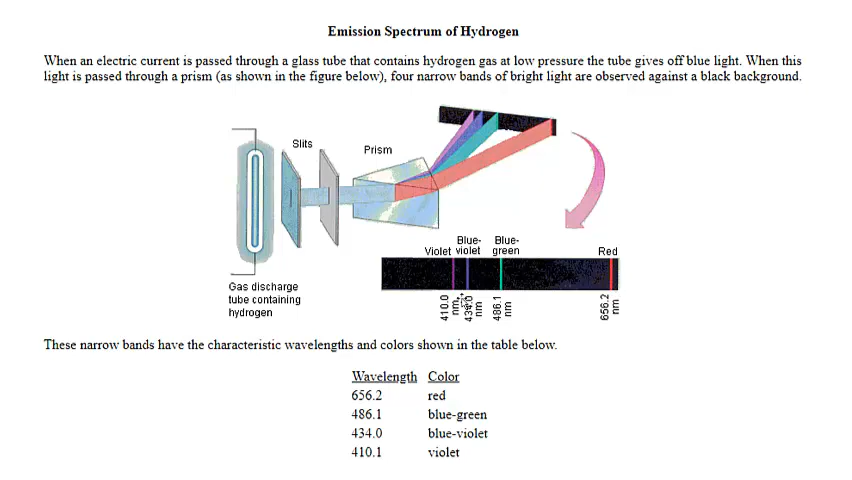 Emission Spectrum of Hydrogen
When an electric current is passed through a glass tube that contains hydrogen gas at low pressure the tube gives off blue light. When this
light is passed through a prism (as shown in the figure below), four narrow bands of bright light are observed against a black background.
Slits
Prism
Violet
Blue-
violet
Blue-
green
Red
Gas discharge
tube containing
hydrogen
410.0
nm
434.0
nm
486.1
nm
656.2
nm
These narrow bands have the characteristic wavelengths and colors shown in the table below.
Wavelength Color
656.2 red
486.1 blue-green
434.0 blue-violet
410.1 violet